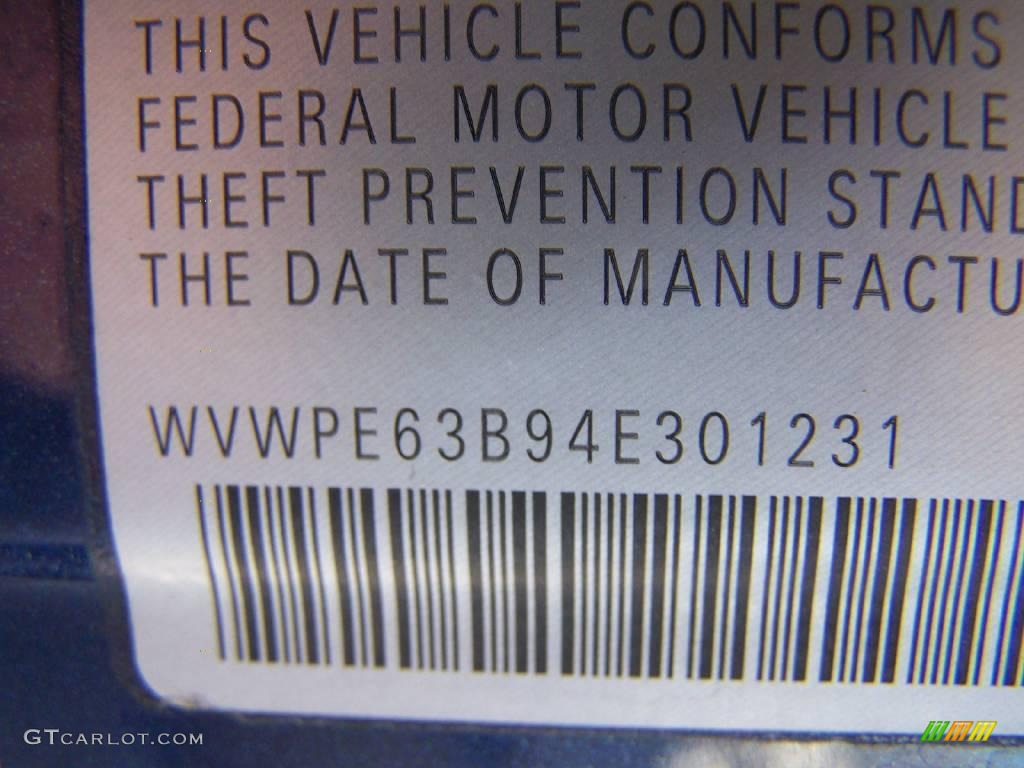 THIS VEHICLE CONFORMS
FEDERAL MOTOR VEHICLE
THEFT PREVENTION STAND
THE DATE OF MANUFACTU
WVWPE63B94E301231
GTCARLOT.COM